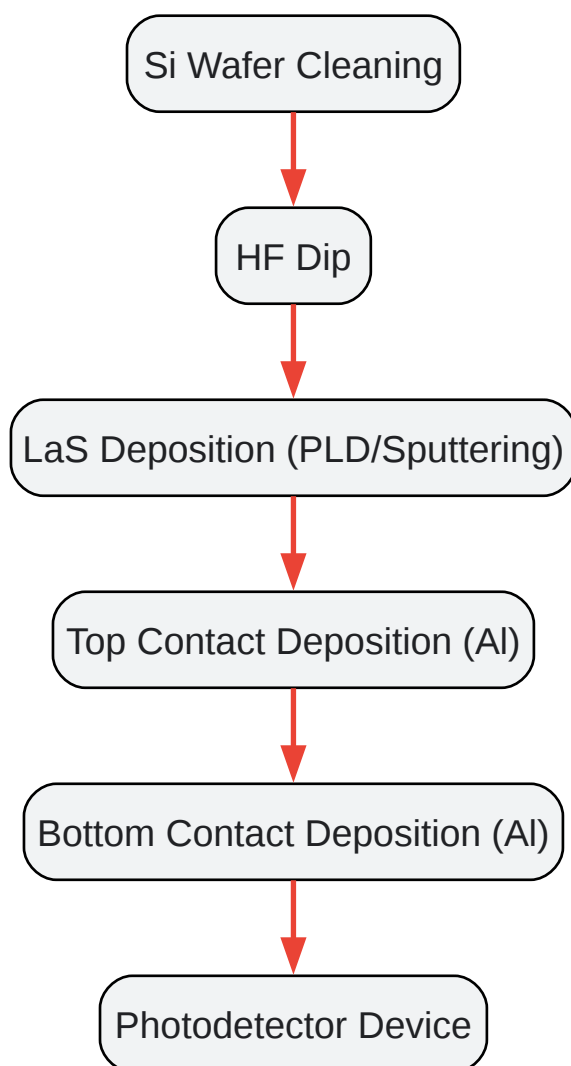 Si Wafer Cleaning
HF Dip
LaS Deposition (PLD/Sputtering)
Top Contact Deposition (Al)
Bottom Contact Deposition (Al)
Photodetector Device